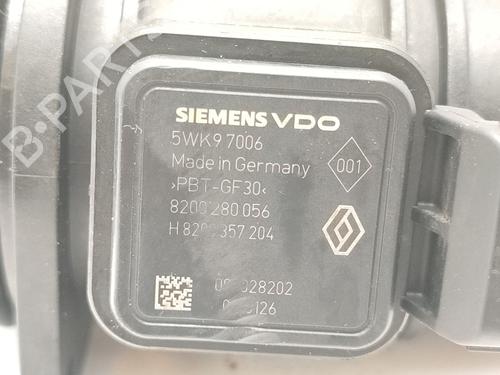 B-PARTS
SIEMENS VDO
5WK9 7006
Made in Germany
001
>PBT-GF30<
8200 280 056
H 8200 357 204